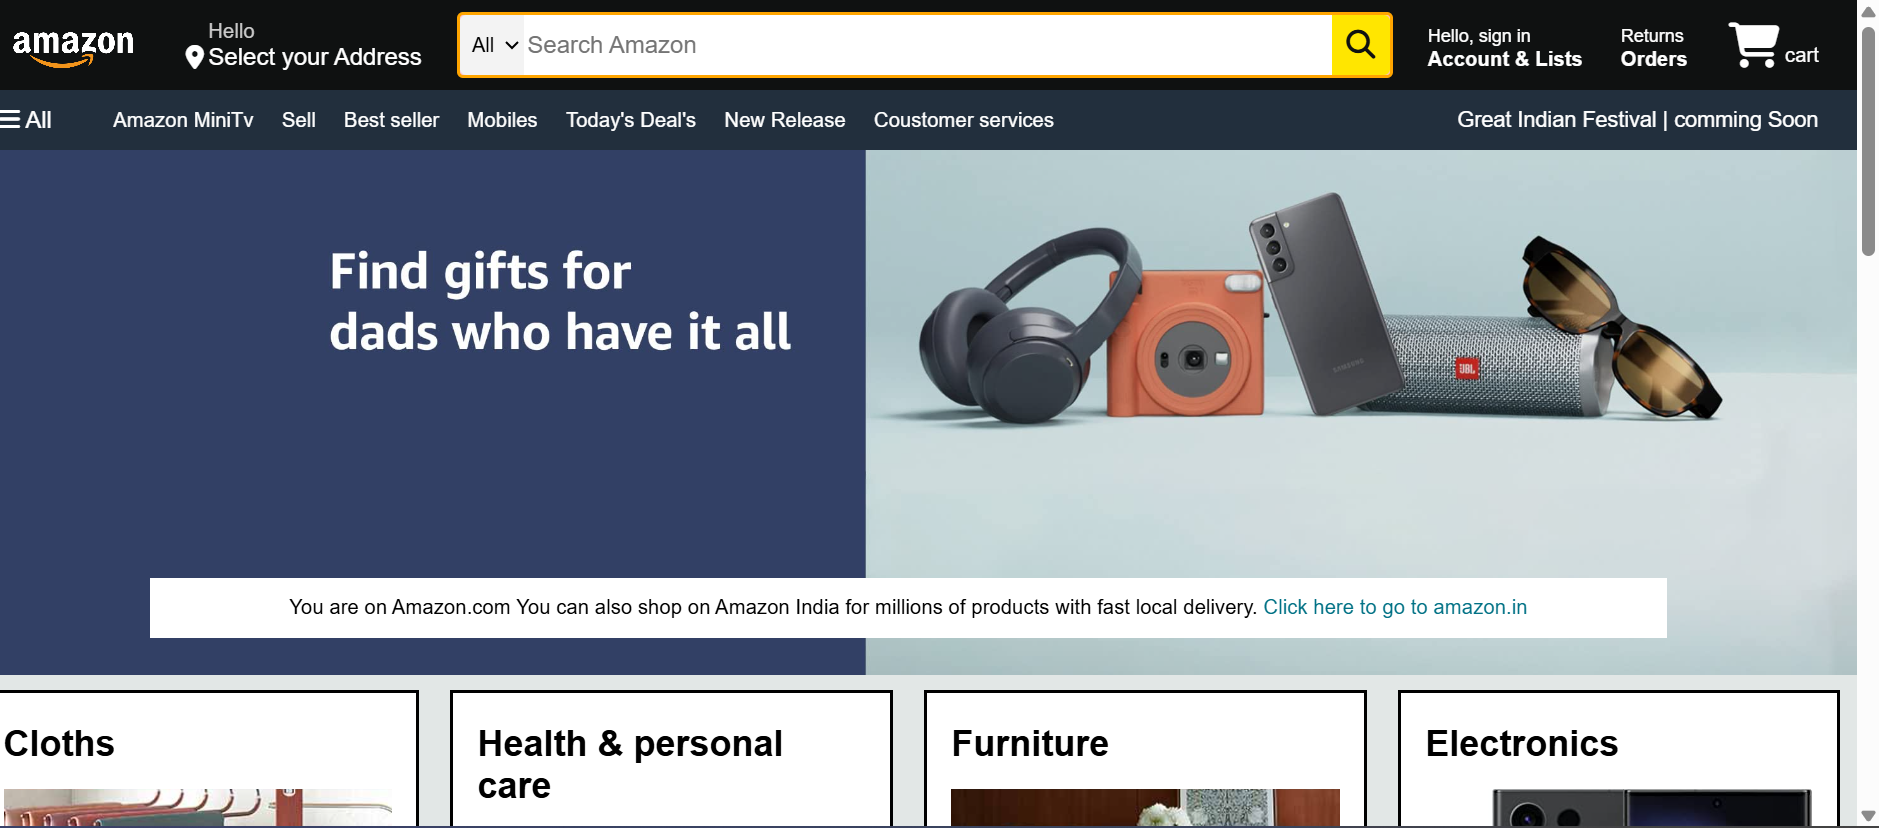 amazon
Hello
Select your Address
All
Search Amazon
Hello, sign in
Account & Lists
Returns
Orders
cart
All
Amazon MiniTv
Sell
Best seller
Mobiles
Today's Deal's
New Release
Coustomer services
Great Indian Festival | comming Soon
Find gifts for
dads who have it all
SAMSUNG
JBL
You are on Amazon.com You can also shop on Amazon India for millions of products with fast local delivery. Click here to go to amazon.in
Cloths
Health & personal
care
Furniture
Electronics